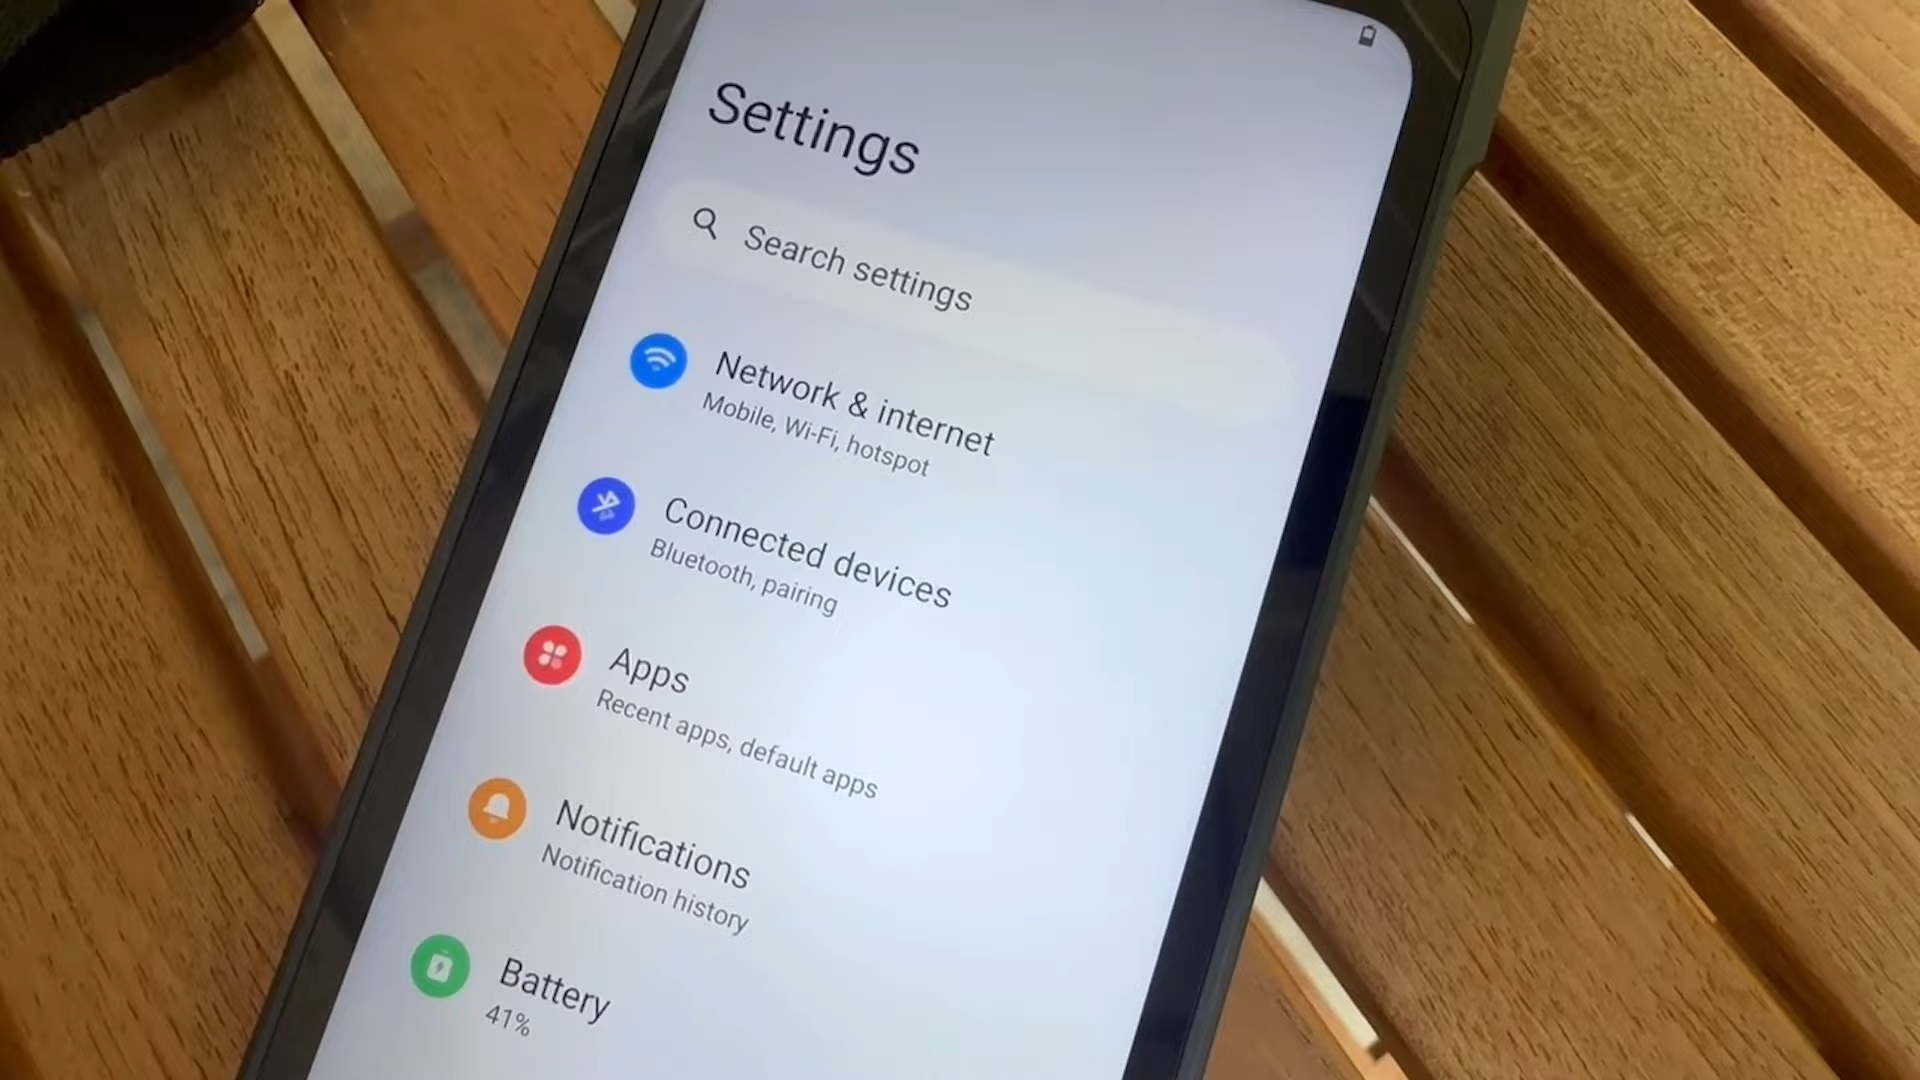 Settings
Search settings
Network & internet
Mobile, Wi-Fi, hotspot
Connected devices
Bluetooth, pairing
Apps
Recent apps, default apps
Notifications
Notification history
Battery
41%